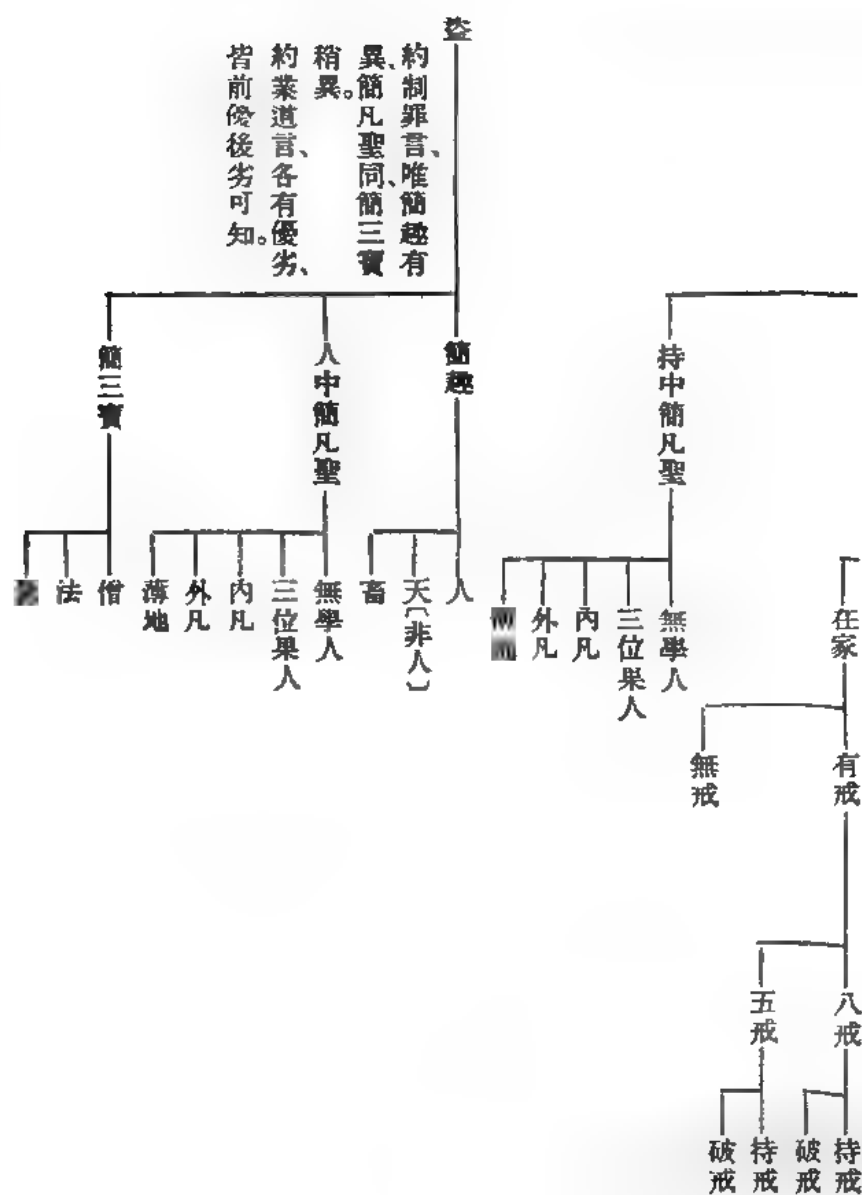 在家
有戒
八戒
持戒
破戒
五戒
持戒
破戒
無戒
持中簡凡聖
無學人
三位果人
內凡
外凡
盜
約制罪言、唯簡趣有
異、簡凡聖同、簡三寶
稍異。
約業道言、各有優劣、
皆前優後劣可知。
簡趣
人
天〔非人〕
畜
人中簡凡聖
無學人
三位果人
內凡
外凡
薄地
簡三寶
僧
法